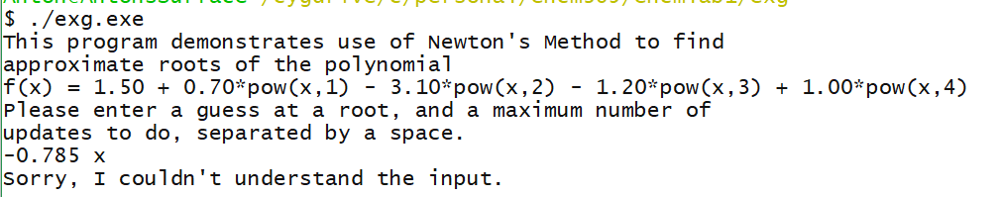 $ ./exg.exe
This program demonstrates use of Newton's Method to find
approximate roots of the polynomial
f(x) = 1.50 + 0.70*pow(x,1) - 3.10*pow(x,2) - 1.20*pow(x,3) + 1.00*pow(x,4)
Please enter a guess at a root, and a maximum number of
updates to do, separated by a space.
-0.785 x
Sorry, I couldn't understand the input.